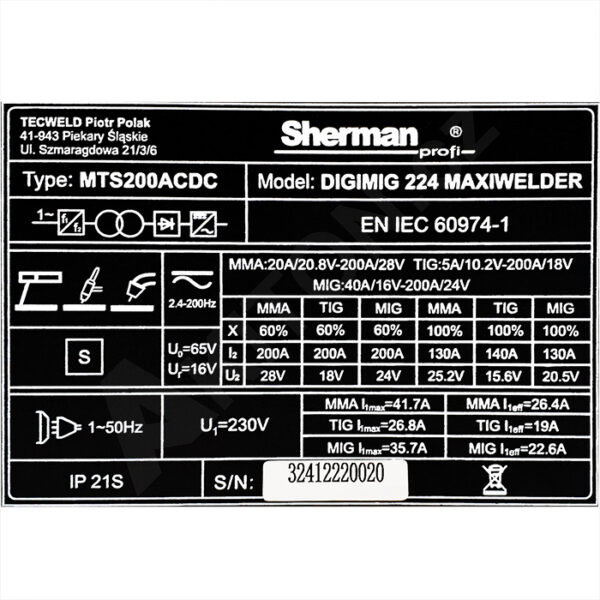 TECWELD Piotr Polak
41-943 Piekary Śląskie
Ul. Szmaragdowa 21/3/6
Sherman®
profi
Type: MTS200ACDC
Model: DIGIMIG 224 MAXIWELDER
1~ f1/f2
EN IEC 60974-1
2.4-200Hz
MMA:20A/20.8V-200A/28V TIG:5A/10.2V-200A/18V
MIG:40A/16V-200A/24V
MMA TIG MIG MMA TIG MIG
X 60% 60% 60% 100% 100% 100%
I2 200A 200A 200A 130A 140A 130A
U2 28V 18V 24V 25.2V 15.6V 20.5V
S
U0=65V
Ur=16V
1~50Hz
U1=230V
MMA I1max=41.7A MMA I1eff=26.4A
TIG I1max=26.8A TIG I1eff=19A
MIG I1max=35.7A MIG I1eff=22.6A
IP 21S
S/N: 32412220020